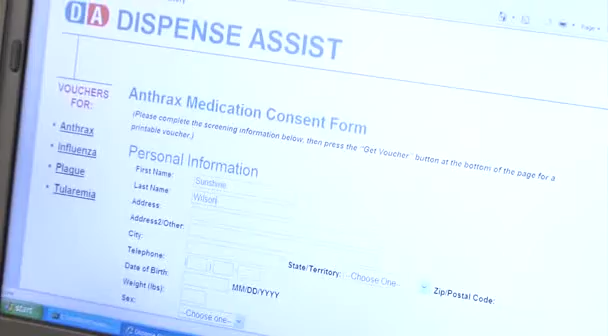 Page
DA DISPENSE ASSIST
VOUCHERS
FOR:
Anthrax
Influenza
Plague
Tularemia
Anthrax Medication Consent Form
(Please complete the screening information below, then press the "Get Voucher" button at the bottom of the page for a
printable voucher.)
Personal Information
First Name: Sunshine
Last Name: Wilson
Address:
Address2/Other:
City:
State/Territory: --Choose One--
Zip/Postal Code:
Telephone:
Date of Birth: MM/DD/YYYY
Weight (lbs):
Sex: --Choose one--
start